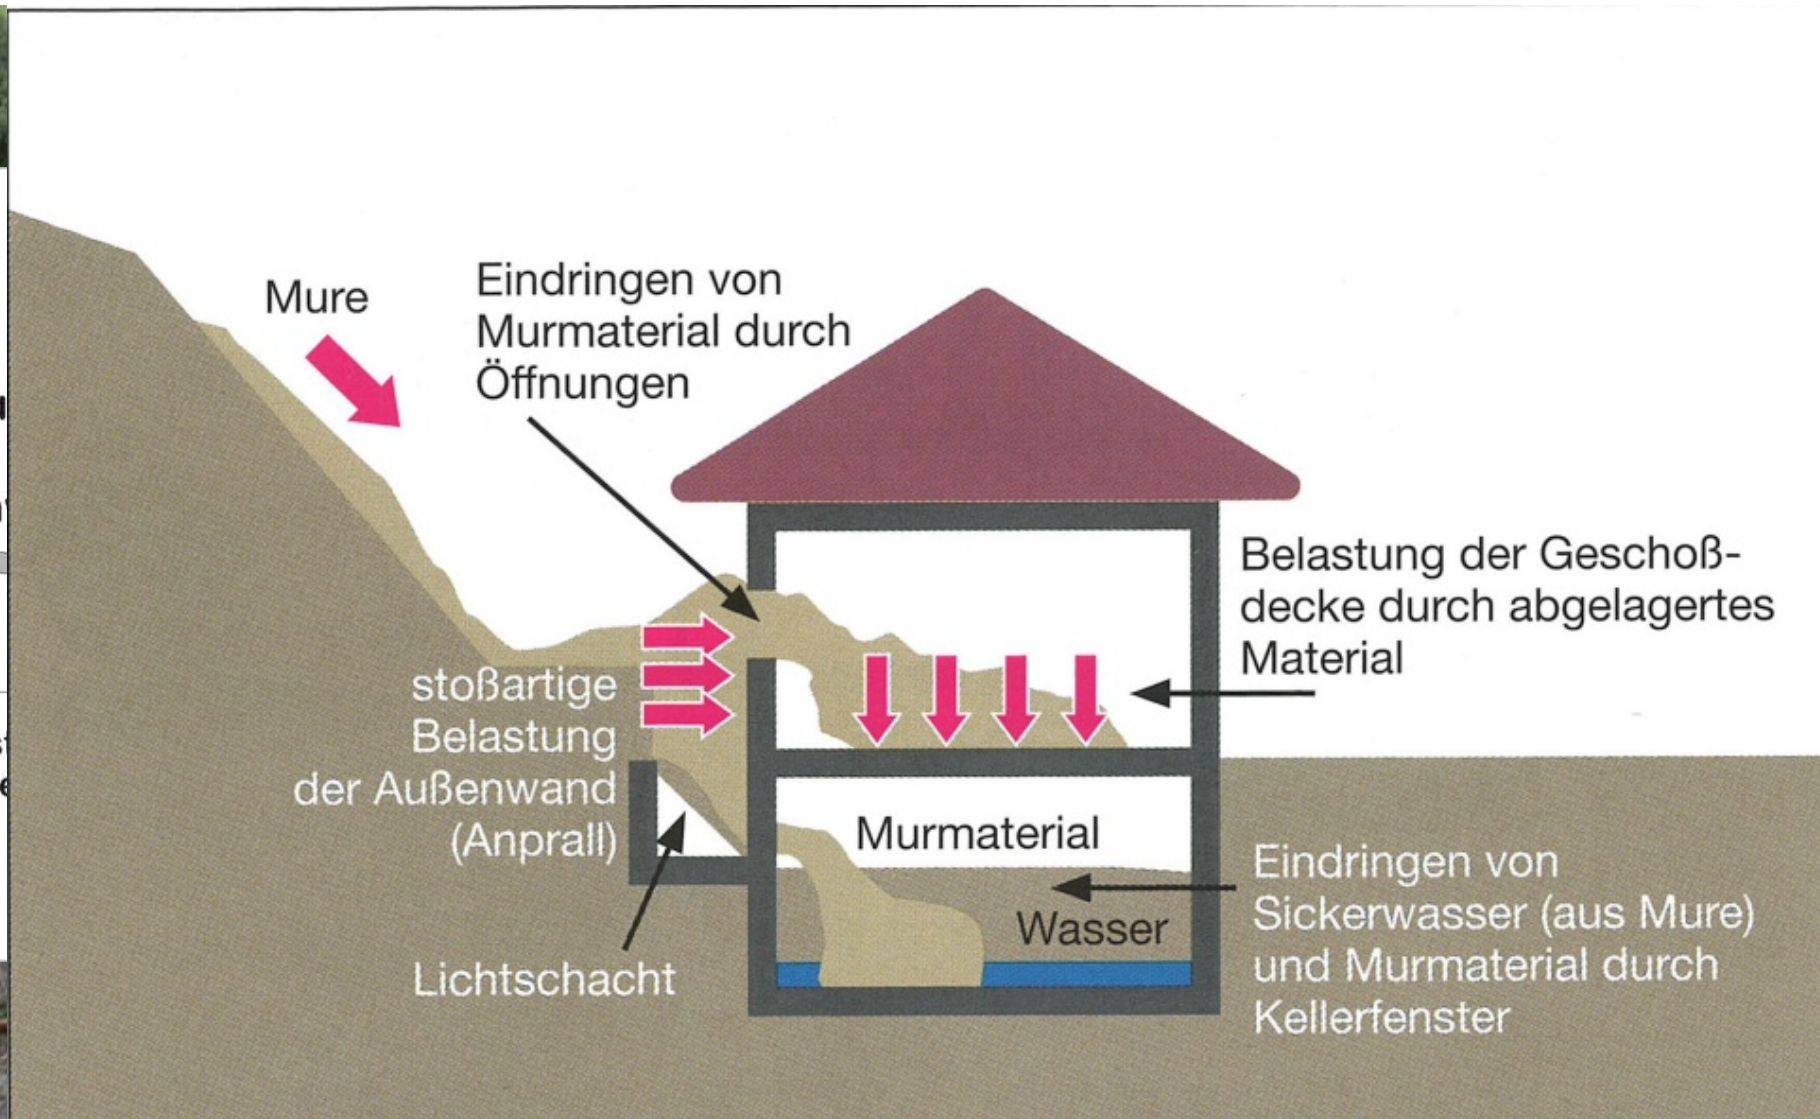 Mure
Eindringen von
Murmaterial durch
Öffnungen
Belastung der Geschoß-
decke durch abgelagertes
Material
stoßartige
Belastung
der Außenwand
(Anprall)
Murmaterial
Wasser
Lichtschacht
Eindringen von
Sickerwasser (aus Mure)
und Murmaterial durch
Kellerfenster